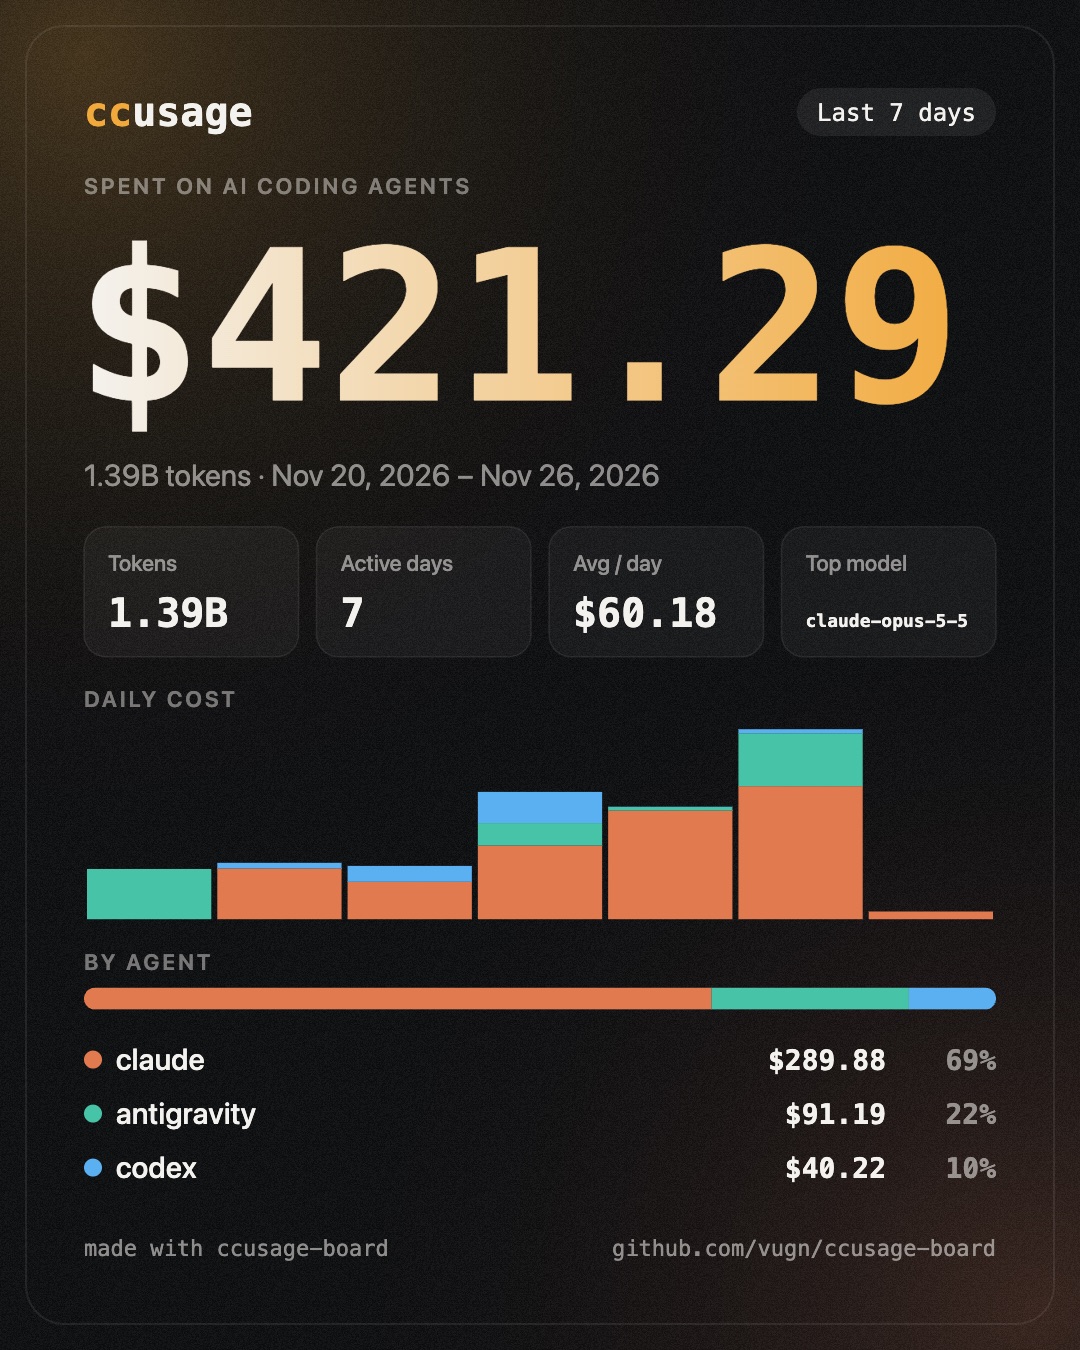 ccusage
Last 7 days
SPENT ON AI CODING AGENTS
$421.29
1.39B tokens · Nov 20, 2026 – Nov 26, 2026
Tokens
1.39B
Active days
7
Avg / day
$60.18
Top model
claude-opus-5-5
DAILY COST
BY AGENT
claude $289.88 69%
antigravity $91.19 22%
codex $40.22 10%
made with ccusage-board
github.com/vugn/ccusage-board